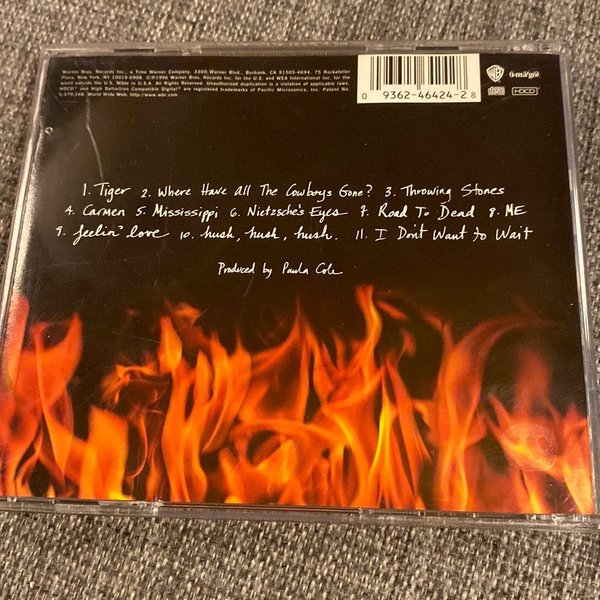 Warner Bros. Records Inc., a Time Warner Company, 3300 Warner Blvd., Burbank, CA 91505-4694. 75 Rockefeller
Plaza, New York, NY 10019-6908. ©1996 Warner Bros. Records Inc. for the U.S. and WEA International Inc. for the
world outside the U.S. Made in U.S.A. All Rights Reserved. Unauthorized duplication is a violation of applicable laws.
HDCD® and High Definition Compatible Digital® are registered trademarks of Pacific Microsonics, Inc. Patent No.
5,479,168. World Wide Web: http://www.wbr.com
WB i·ma·go
HDCD
0 9362-46424-2 8
1. Tiger 2. Where Have All The Cowboys Gone? 3. Throwing Stones
4. Carmen 5. Mississippi 6. Nietzsche's Eyes 7. Road To Dead 8. ME
9. feelin' love 10. hush, hush, hush. 11. I Don't Want to Wait
Produced by Paula Cole